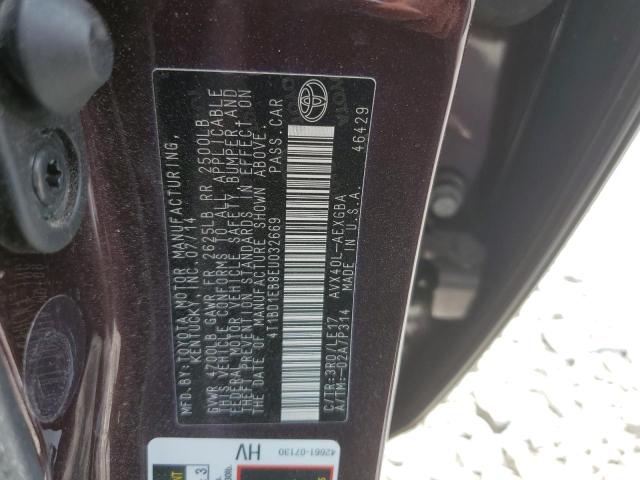 MFD. BY: TOYOTA MOTOR MANUFACTURING,
KENTUCKY, INC. 07/14
GVWR 4700LB GAWR FR 2625LB RR 2500LB
THIS VEHICLE CONFORMS TO ALL APPLICABLE
FEDERAL MOTOR VEHICLE SAFETY, BUMPER, AND
THEFT PREVENTION STANDARDS IN EFFECT ON
THE DATE OF MANUFACTURE SHOWN ABOVE.
4T1BD1EB8EU032669 PASS. CAR
C/TR: 3R0/LE17 AVX40L-AEXGBA
A/TM: -02A7P314 MADE IN U.S.A. 46429
42661-07130
HV